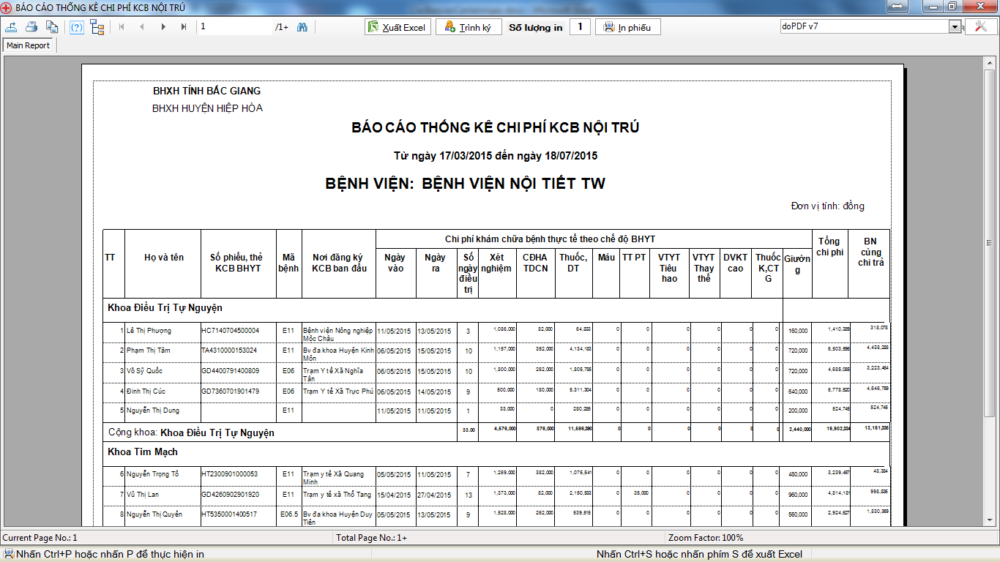 BÁO CÁO THỐNG KÊ CHI PHÍ KCB NỘI TRÚ
1 /1+ Xuất Excel Trình ký Số lượng in 1 In phiếu doPDF v7
Main Report
BHXH TỈNH BẮC GIANG
BHXH HUYỆN HIỆP HÒA
BÁO CÁO THỐNG KÊ CHI PHÍ KCB NỘI TRÚ
Từ ngày 17/03/2015 đến ngày 18/07/2015
BỆNH VIỆN: BỆNH VIỆN NỘI TIẾT TW
Đơn vị tính: đồng
Chi phí khám chữa bệnh thực tế theo chế độ BHYT
TT Họ và tên Số phiếu, thẻ KCB BHYT Mã bệnh Nơi đăng ký KCB ban đầu Ngày vào Ngày ra Số ngày điều trị Xét nghiệm CĐHA TDCN Thuốc, DT Máu TT PT VTYT Tiêu hao VTYT Thay thế DVKT cao Thuốc K,CT G Giườn g Tổng chi phí BN cùng chi trả
Khoa Điều Trị Tự Nguyện
1 Lê Thị Phượng HC7140704500004 E11 Bệnh viện Nông nghiệp Mộc Châu 11/05/2015 13/05/2015 3 1,086,000 82,000 64,833 0 0 0 0 0 0 160,000 1,410,389 318,078
2 Phạm Thị Tâm TA4310000153024 E11 Bv đa khoa Huyện Kinh Môn 06/05/2015 15/05/2015 10 1,157,000 352,000 4,134,183 0 0 0 0 0 0 720,000 6,503,595 4,438,288
3 Võ Sỹ Quốc GD4400791400809 E06 Trạm Y tế Xã Nghĩa Tân 06/05/2015 15/05/2015 10 1,800,000 262,000 1,805,785 0 0 0 0 0 0 720,000 4,685,085 3,223,464
4 Đinh Thị Cúc GD7360701901479 E06 Trạm Y tế Xã Trực Phú 06/05/2015 14/05/2015 9 500,000 180,000 5,311,304 0 0 0 0 0 0 640,000 6,778,520 4,646,759
5 Nguyễn Thị Dung E11 11/05/2015 11/05/2015 1 33,000 0 280,285 0 0 0 0 0 0 200,000 524,745 524,745
Cộng khoa: Khoa Điều Trị Tự Nguyện 33.00 4,576,000 876,000 11,596,390 0 0 0 0 0 0 2,440,000 19,902,334 13,151,335
Khoa Tim Mạch
6 Nguyễn Trọng Tố HT2300901000053 E11 Trạm y tế Xã Quang Minh 05/05/2015 11/05/2015 7 1,269,000 382,000 1,075,541 0 0 0 0 0 0 480,000 3,239,457 48,384
7 Vũ Thị Lan GD4260902901920 E11 Trạm y tế xã Thổ Tang 15/04/2015 27/04/2015 13 1,373,000 82,000 2,150,533 0 35,000 0 0 0 0 960,000 4,814,181 998,836
8 Nguyễn Thị Quyến HT5350001400517 E06.5 Bv đa khoa Huyện Duy Tiên 05/05/2015 13/05/2015 9 1,528,000 262,000 539,515 0 0 0 0 0 0 560,000 2,924,627 1,830,369
Current Page No.: 1 Total Page No.: 1+ Zoom Factor: 100%
Nhấn Ctrl+P hoặc nhấn P để thực hiện in Nhấn Ctrl+S hoặc nhấn phím S để xuất Excel